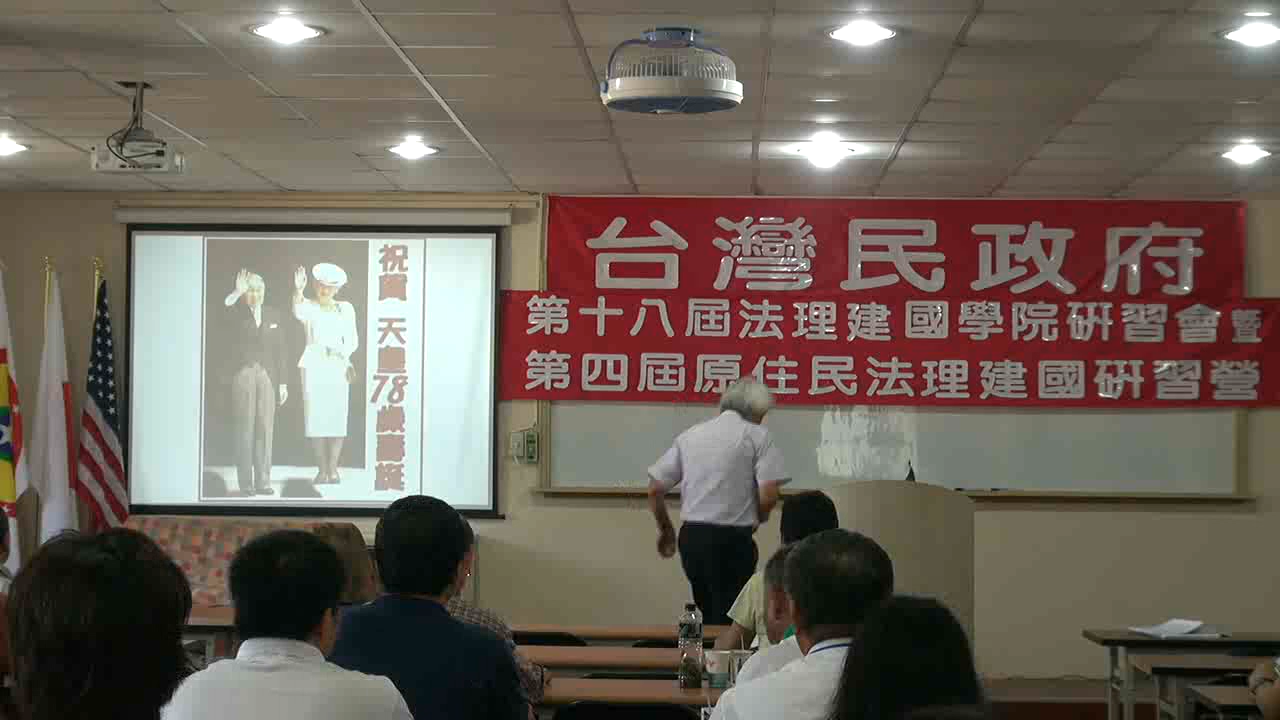 祝賀 天皇78歲壽誕
台灣民政府
第十八屆法理建國學院研習會暨
第四屆原住民法理建國研習營